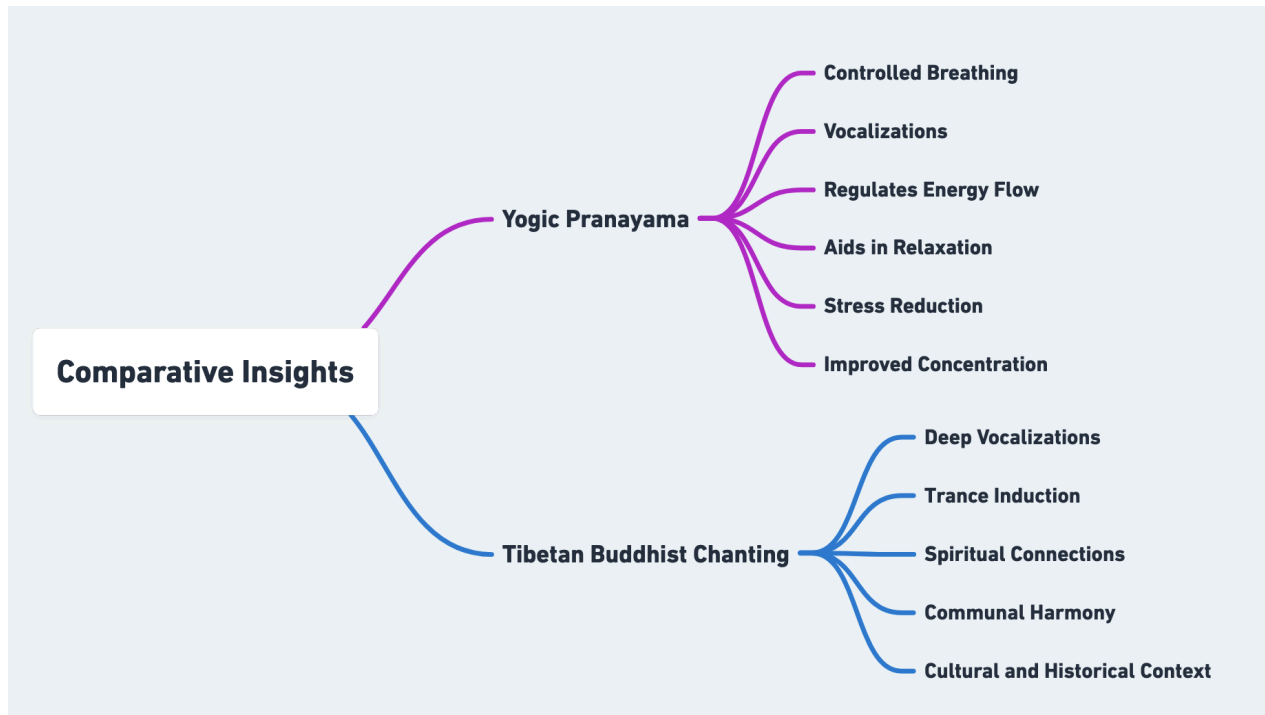 Comparative Insights
Yogic Pranayama
Controlled Breathing
Vocalizations
Regulates Energy Flow
Aids in Relaxation
Stress Reduction
Improved Concentration
Tibetan Buddhist Chanting
Deep Vocalizations
Trance Induction
Spiritual Connections
Communal Harmony
Cultural and Historical Context